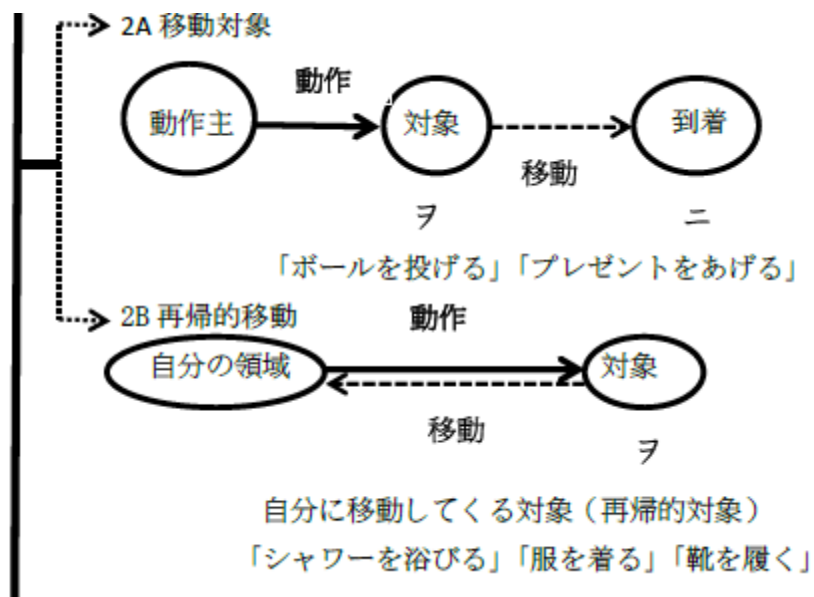 2A 移動対象
動作
動作主 対象 到着
移動
ヲ ニ
「ボールを投げる」「プレゼントをあげる」
2B 再帰的移動 動作
自分の領域 対象
移動
ヲ
自分に移動してくる対象（再帰的対象）
「シャワーを浴びる」「服を着る」「靴を履く」